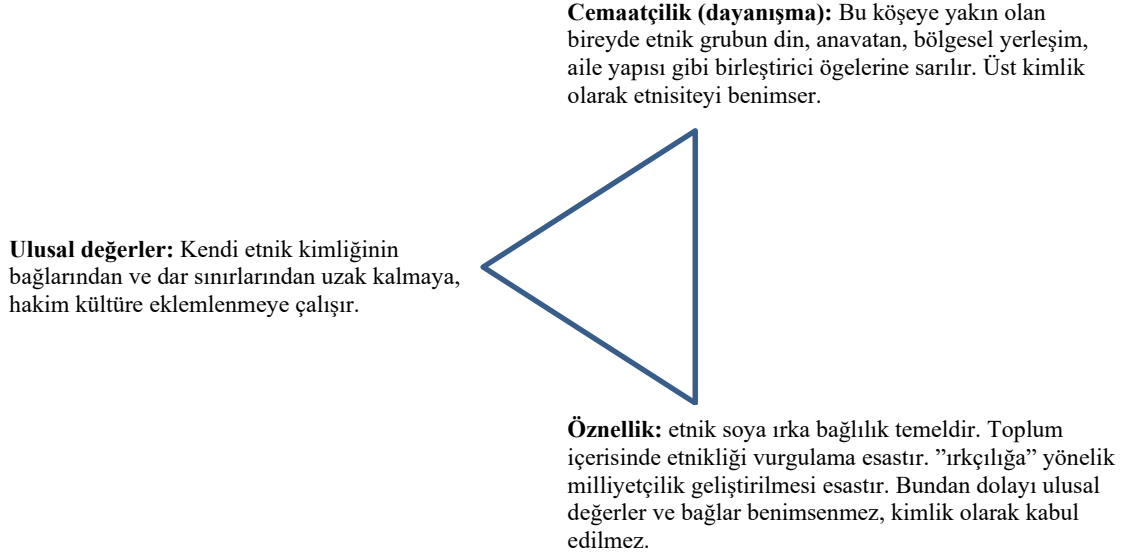 Cemaatçilik (dayanışma): Bu köşeye yakın olan
bireyde etnik grubun din, anavatan, bölgesel yerleşim,
aile yapısı gibi birleştirici ögelerine sarılır. Üst kimlik
olarak etnisiteyi benimser.
Ulusal değerler: Kendi etnik kimliğinin
bağlarından ve dar sınırlarından uzak kalmaya,
hakim kültüre eklemlenmeye çalışır.
Öznellik: etnik soya ırka bağlılık temeldir. Toplum
içerisinde etnikliği vurgulama esastır. ”ırkçılığa” yönelik
milliyetçilik geliştirilmesi esastır. Bundan dolayı ulusal
değerler ve bağlar benimsenmez, kimlik olarak kabul
edilmez.